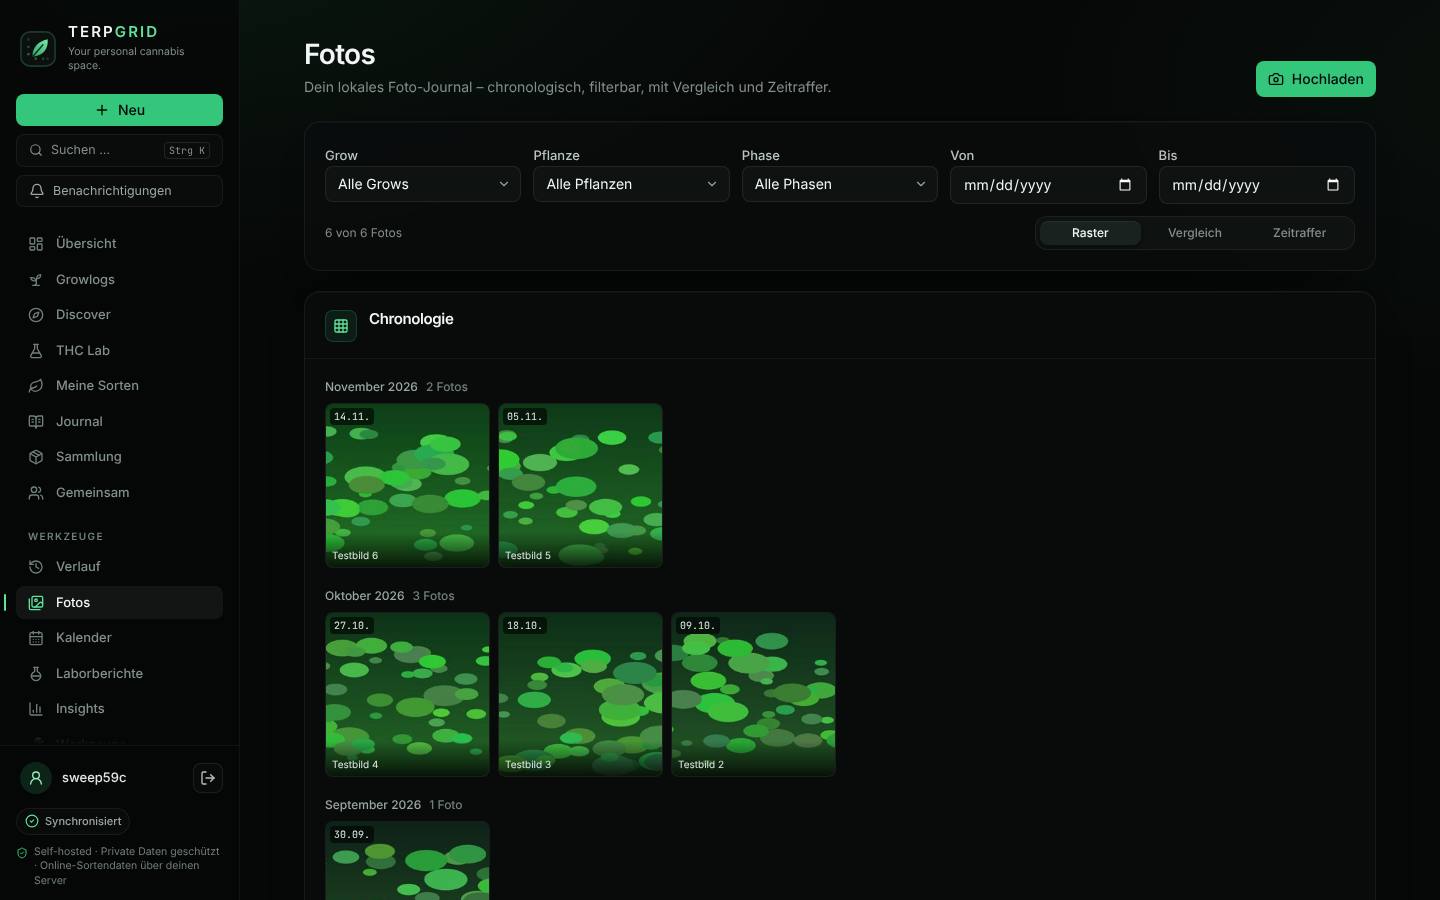 TERPGRID
Your personal cannabis
space.
Neu
Suchen ...
Strg K
Benachrichtigungen
Übersicht
Growlogs
Discover
THC Lab
Meine Sorten
Journal
Sammlung
Gemeinsam
WERKZEUGE
Verlauf
Fotos
Kalender
Laborberichte
Insights
sweep59c
Synchronisiert
Self-hosted · Private Daten geschützt
· Online-Sortendaten über deinen
Server
Fotos
Dein lokales Foto-Journal – chronologisch, filterbar, mit Vergleich und Zeitraffer.
Hochladen
Grow
Pflanze
Phase
Von
Bis
Alle Grows
Alle Pflanzen
Alle Phasen
mm/dd/yyyy
mm/dd/yyyy
6 von 6 Fotos
Raster
Vergleich
Zeitraffer
Chronologie
November 2026 2 Fotos
14.11.
05.11.
Testbild 6
Testbild 5
Oktober 2026 3 Fotos
27.10.
18.10.
09.10.
Testbild 4
Testbild 3
Testbild 2
September 2026 1 Foto
30.09.